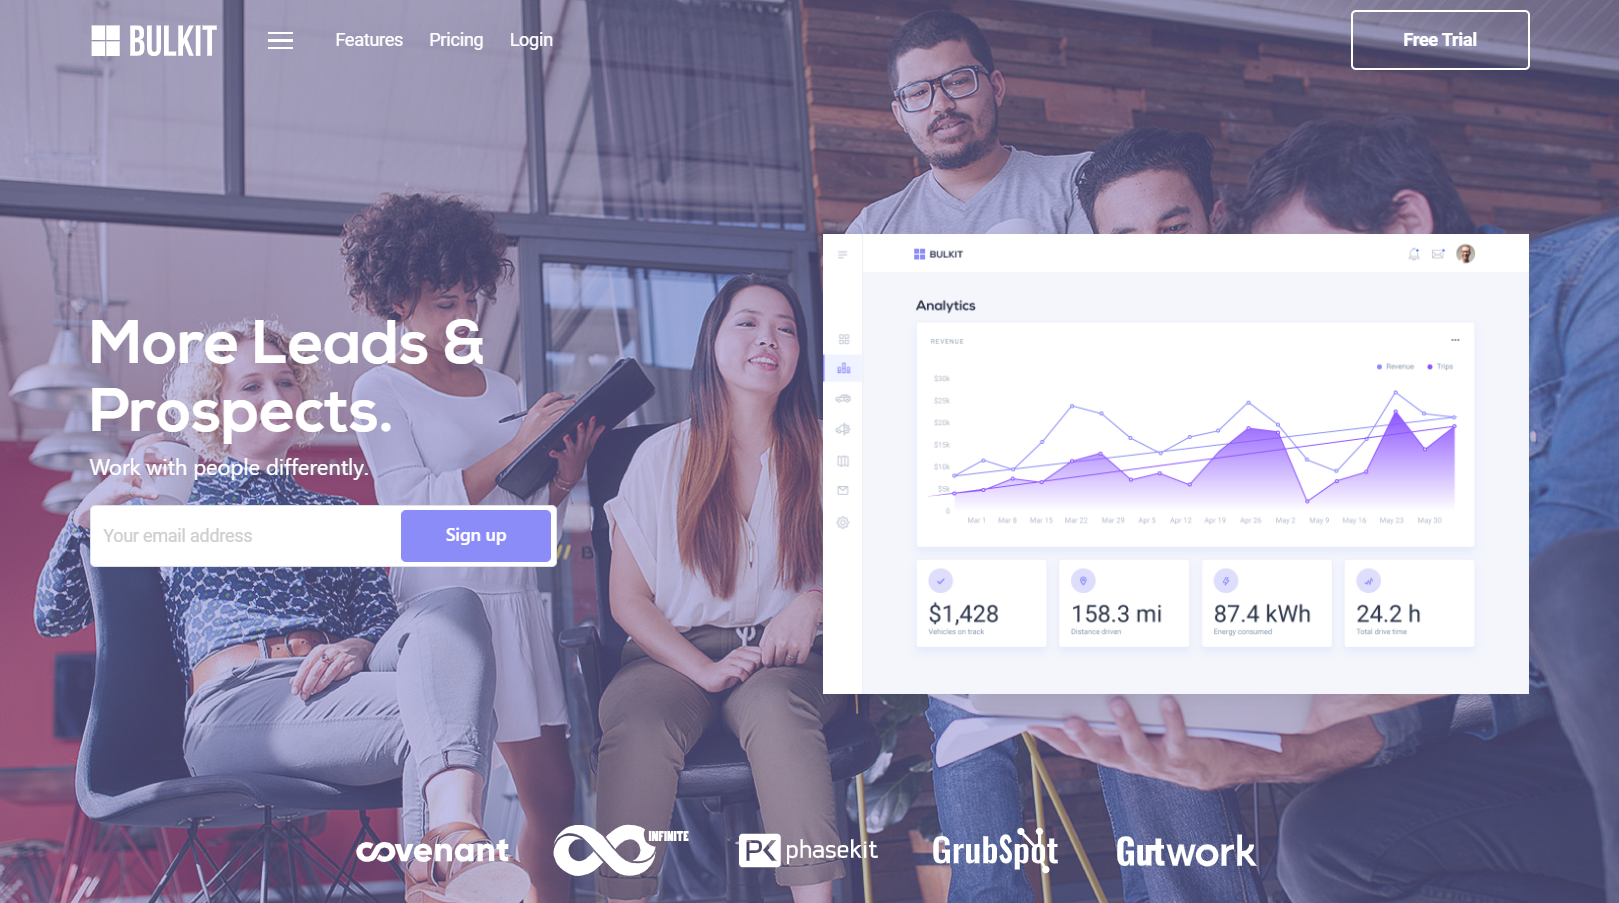 BULKIT
Features Pricing Login
Free Trial
More Leads &
Prospects.
Work with people differently.
Your email address
Sign up
BULKIT
Analytics
REVENUE
Revenue Trips
$30k
$25k
$20k
$15k
$10k
$5k
0
Mar 1 Mar 8 Mar 15 Mar 22 Mar 29 Apr 5 Apr 12 Apr 19 Apr 26 May 2 May 9 May 16 May 23 May 30
$1,428
Vehicles on track
158.3 mi
Distance driven
87.4 kWh
Energy consumed
24.2 h
Total drive time
covenant
INFINITE
PK phasekit
GrubSpot
Gutwork